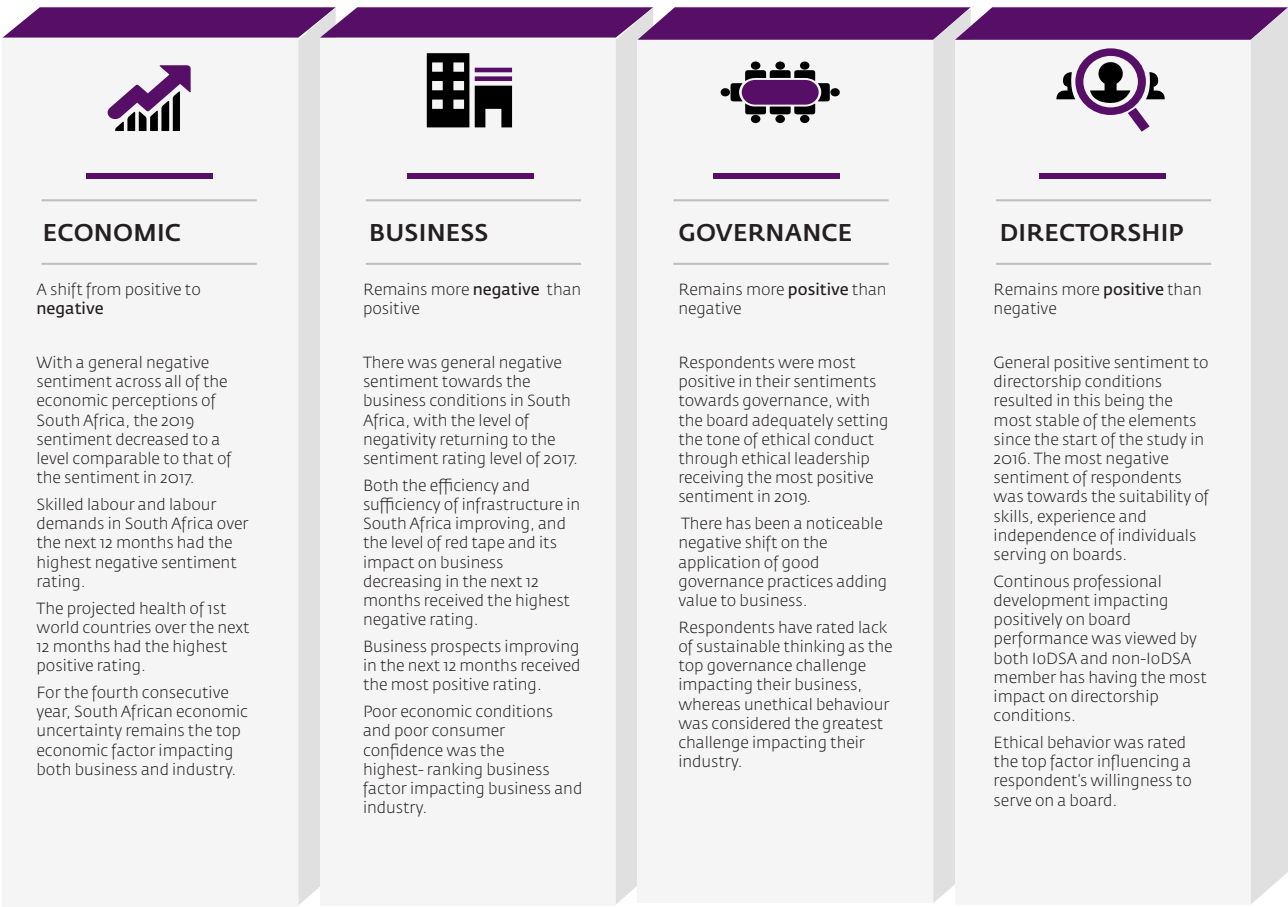 ECONOMIC
A shift from positive to
negative
With a general negative
sentiment across all of the
economic perceptions of
South Africa, the 2019
sentiment decreased to a
level comparable to that of
the sentiment in 2017.
Skilled labour and labour
demands in South Africa over
the next 12 months had the
highest negative sentiment
rating.
The projected health of 1st
world countries over the next
12 months had the highest
positive rating.
For the fourth consecutive
year, South African economic
uncertainty remains the top
economic factor impacting
both business and industry.
BUSINESS
Remains more negative than
positive
There was general negative
sentiment towards the
business conditions in South
Africa, with the level of
negativity returning to the
sentiment rating level of 2017.
Both the efficiency and
sufficiency of infrastructure in
South Africa improving, and
the level of red tape and its
impact on business
decreasing in the next 12
months received the highest
negative rating.
Business prospects improving
in the next 12 months received
the most positive rating.
Poor economic conditions
and poor consumer
confidence was the
highest- ranking business
factor impacting business and
industry.
GOVERNANCE
Remains more positive than
negative
Respondents were most
positive in their sentiments
towards governance, with
the board adequately setting
the tone of ethical conduct
through ethical leadership
receiving the most positive
sentiment in 2019.
There has been a noticeable
negative shift on the
application of good
governance practices adding
value to business.
Respondents have rated lack
of sustainable thinking as the
top governance challenge
impacting their business,
whereas unethical behaviour
was considered the greatest
challenge impacting their
industry.
DIRECTORSHIP
Remains more positive than
negative
General positive sentiment to
directorship conditions
resulted in this being the
most stable of the elements
since the start of the study in
2016. The most negative
sentiment of respondents
was towards the suitability of
skills, experience and
independence of individuals
serving on boards.
Continous professional
development impacting
positively on board
performance was viewed by
both IoDSA and non-IoDSA
member has having the most
impact on directorship
conditions.
Ethical behavior was rated
the top factor influencing a
respondent's willingness to
serve on a board.